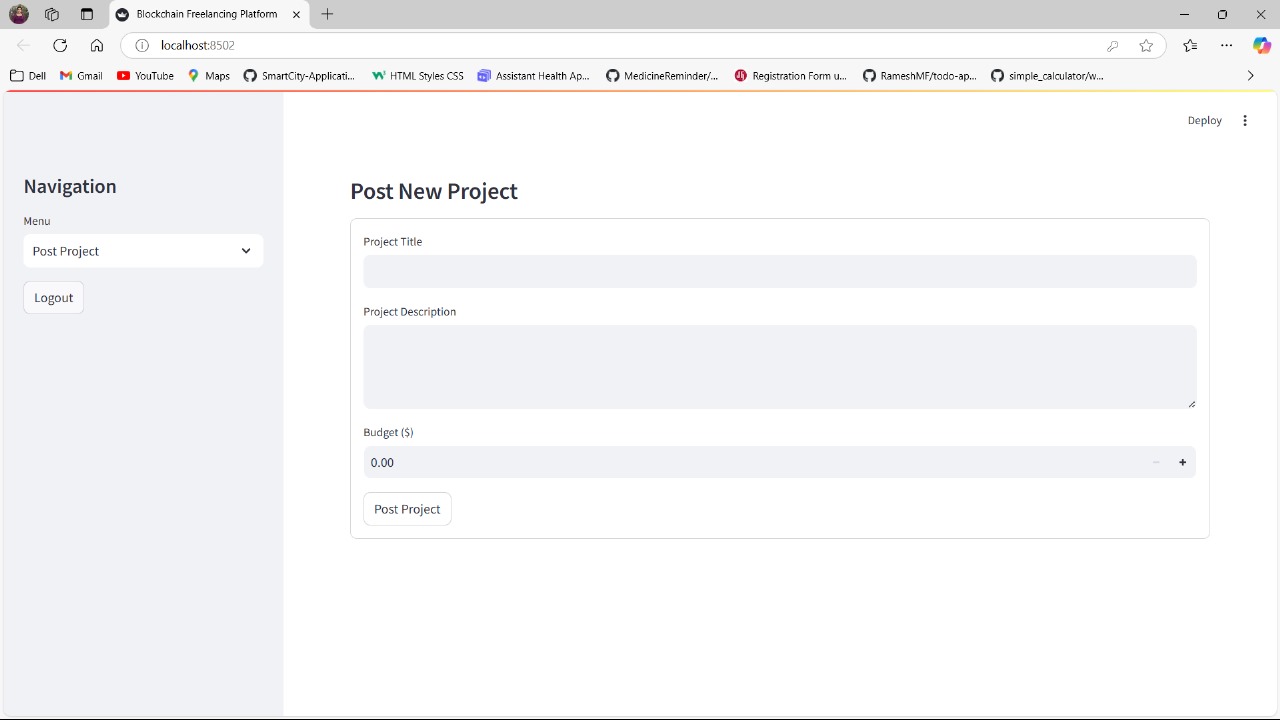 Blockchain Freelancing Platform
localhost:8502
Dell Gmail YouTube Maps SmartCity-Applicati... HTML Styles CSS Assistant Health Ap... MedicineReminder/... Registration Form u... RameshMF/todo-ap... simple_calculator/w...
Deploy
Navigation
Menu
Post Project
Logout
Post New Project
Project Title
Project Description
Budget ($)
0.00
Post Project